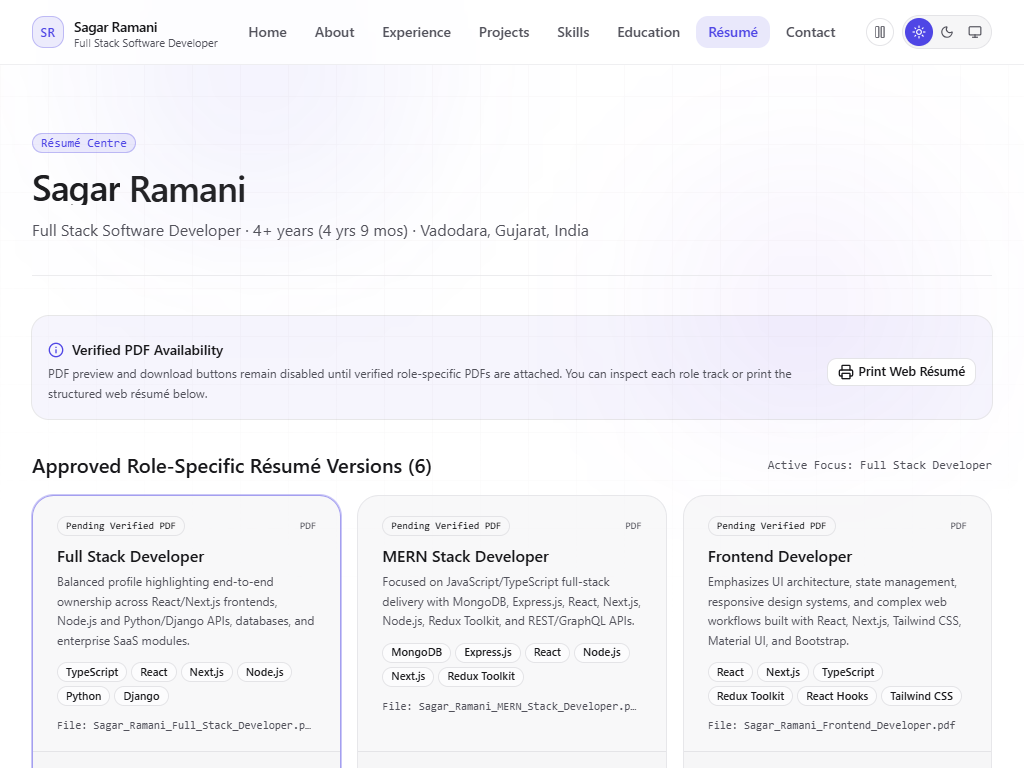 SR
Sagar Ramani
Full Stack Software Developer
Home
About
Experience
Projects
Skills
Education
Résumé
Contact
Résumé Centre
Sagar Ramani
Full Stack Software Developer · 4+ years (4 yrs 9 mos) · Vadodara, Gujarat, India
Verified PDF Availability
PDF preview and download buttons remain disabled until verified role-specific PDFs are attached. You can inspect each role track or print the
structured web résumé below.
Print Web Résumé
Approved Role-Specific Résumé Versions (6)
Active Focus: Full Stack Developer
Pending Verified PDF
PDF
Full Stack Developer
Balanced profile highlighting end-to-end
ownership across React/Next.js frontends,
Node.js and Python/Django APIs, databases, and
enterprise SaaS modules.
TypeScript
React
Next.js
Node.js
Python
Django
File: Sagar_Ramani_Full_Stack_Developer.p…
Pending Verified PDF
PDF
MERN Stack Developer
Focused on JavaScript/TypeScript full-stack
delivery with MongoDB, Express.js, React, Next.js,
Node.js, Redux Toolkit, and REST/GraphQL APIs.
MongoDB
Express.js
React
Node.js
Next.js
Redux Toolkit
File: Sagar_Ramani_MERN_Stack_Developer.p…
Pending Verified PDF
PDF
Frontend Developer
Emphasizes UI architecture, state management,
responsive design systems, and complex web
workflows built with React, Next.js, Tailwind CSS,
Material UI, and Bootstrap.
React
Next.js
TypeScript
Redux Toolkit
React Hooks
Tailwind CSS
File: Sagar_Ramani_Frontend_Developer.pdf